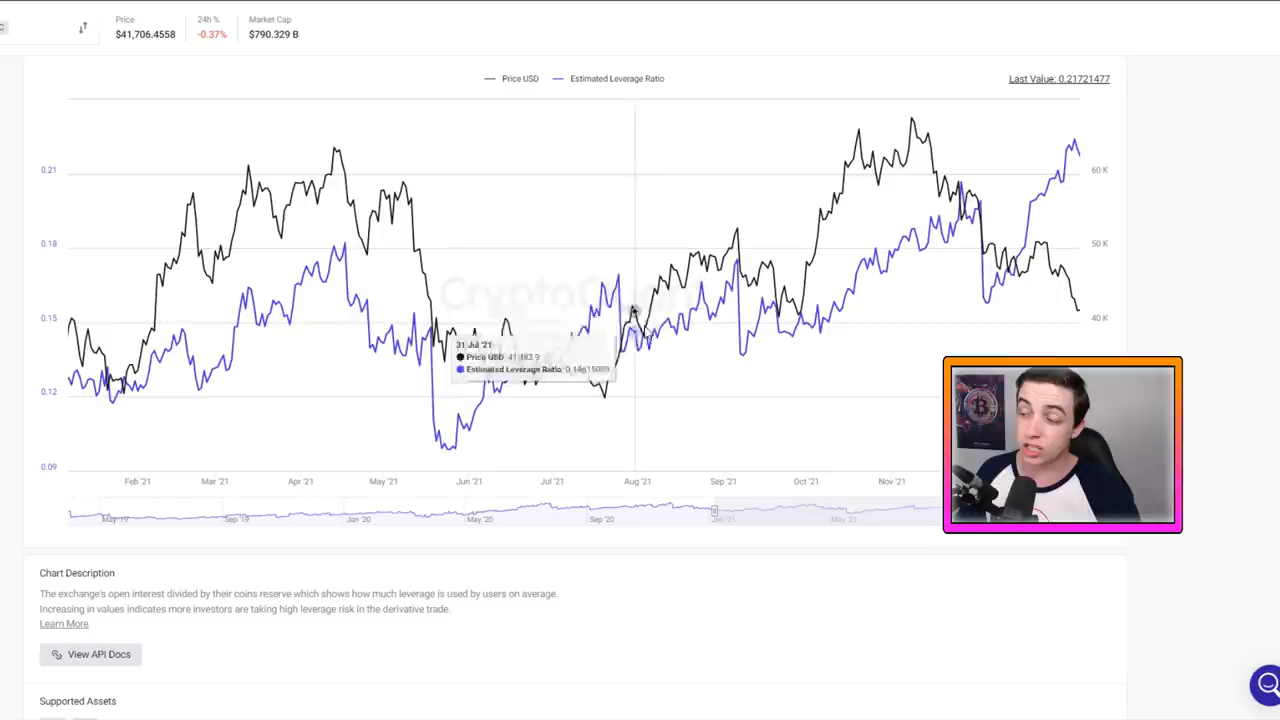 Price
$41,706.4558
24h %
-0.37%
Market Cap
$790.329 B
Price USD
Estimated Leverage Ratio
Last Value: 0.21721477
0.21
0.18
0.15
0.12
0.09
60 K
50 K
40 K
31 Jul '21
Price USD
Estimated Leverage Ratio:
Feb '21
Mar '21
Apr '21
May '21
Jun '21
Jul '21
Aug '21
Sep '21
Oct '21
Nov '21
May '19
Sep '19
Jan '20
May '20
Sep '20
Jan '21
May '21
Chart Description
The exchange's open interest divided by their coins reserve which shows how much leverage is used by users on average.
Increasing in values indicates more investors are taking high leverage risk in the derivative trade.
Learn More
View API Docs
Supported Assets